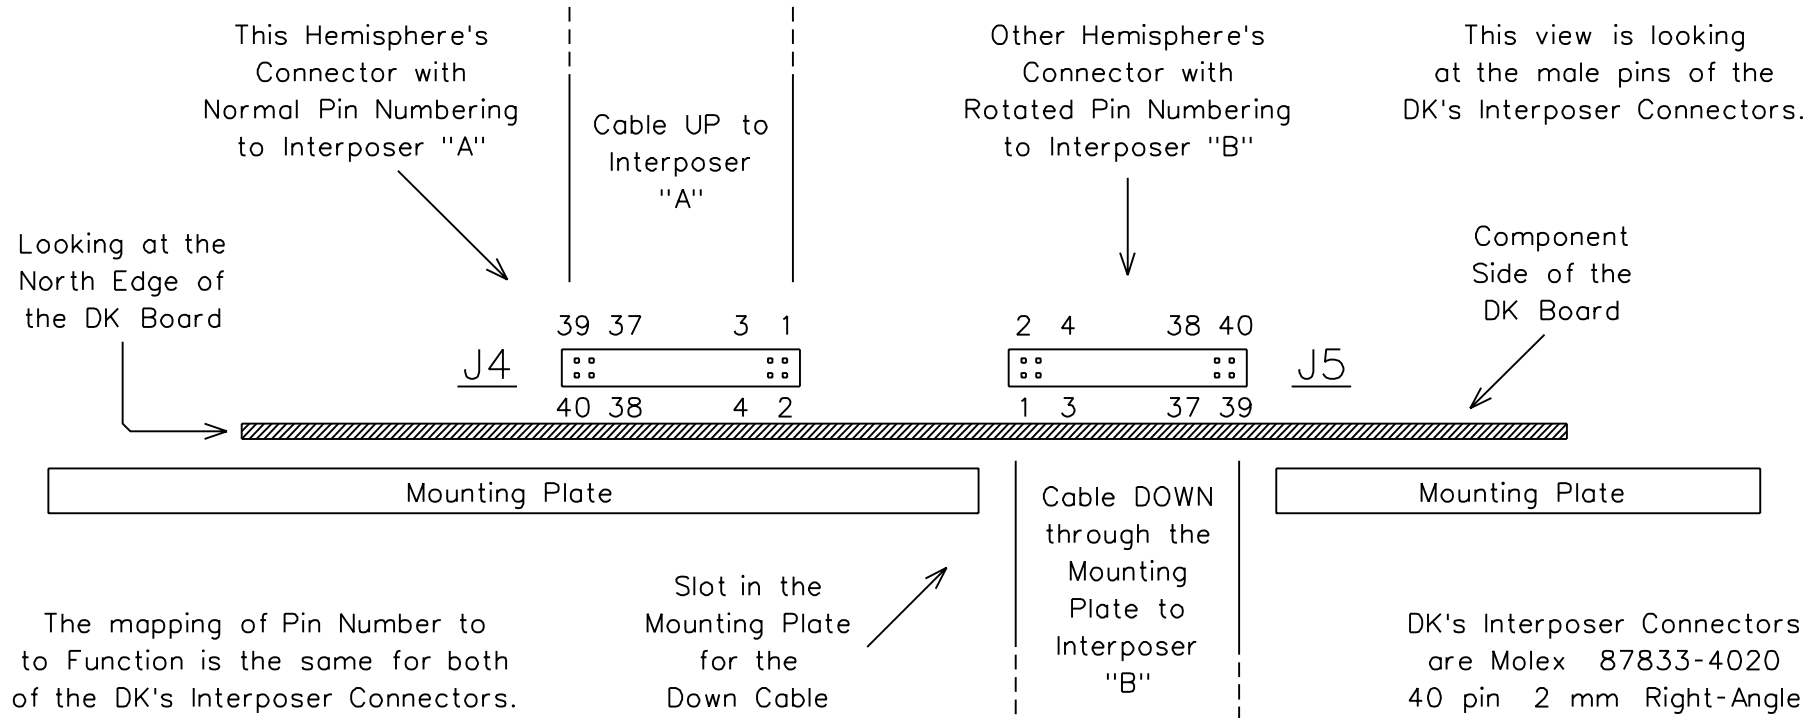 This Hemisphere's
Connector with
Normal Pin Numbering
to Interposer "A"
Cable UP to
Interposer
"A"
Other Hemisphere's
Connector with
Rotated Pin Numbering
to Interposer "B"
This view is looking
at the male pins of the
DK's Interposer Connectors.
Looking at the
North Edge of
the DK Board
Component
Side of the
DK Board
39 37 3 1
J4
40 38 4 2
2 4 38 40
J5
1 3 37 39
Mounting Plate
Mounting Plate
Cable DOWN
through the
Mounting
Plate to
Interposer
"B"
Slot in the
Mounting Plate
for the
Down Cable
The mapping of Pin Number to
to Function is the same for both
of the DK's Interposer Connectors.
DK's Interposer Connectors
are Molex 87833-4020
40 pin 2 mm Right-Angle